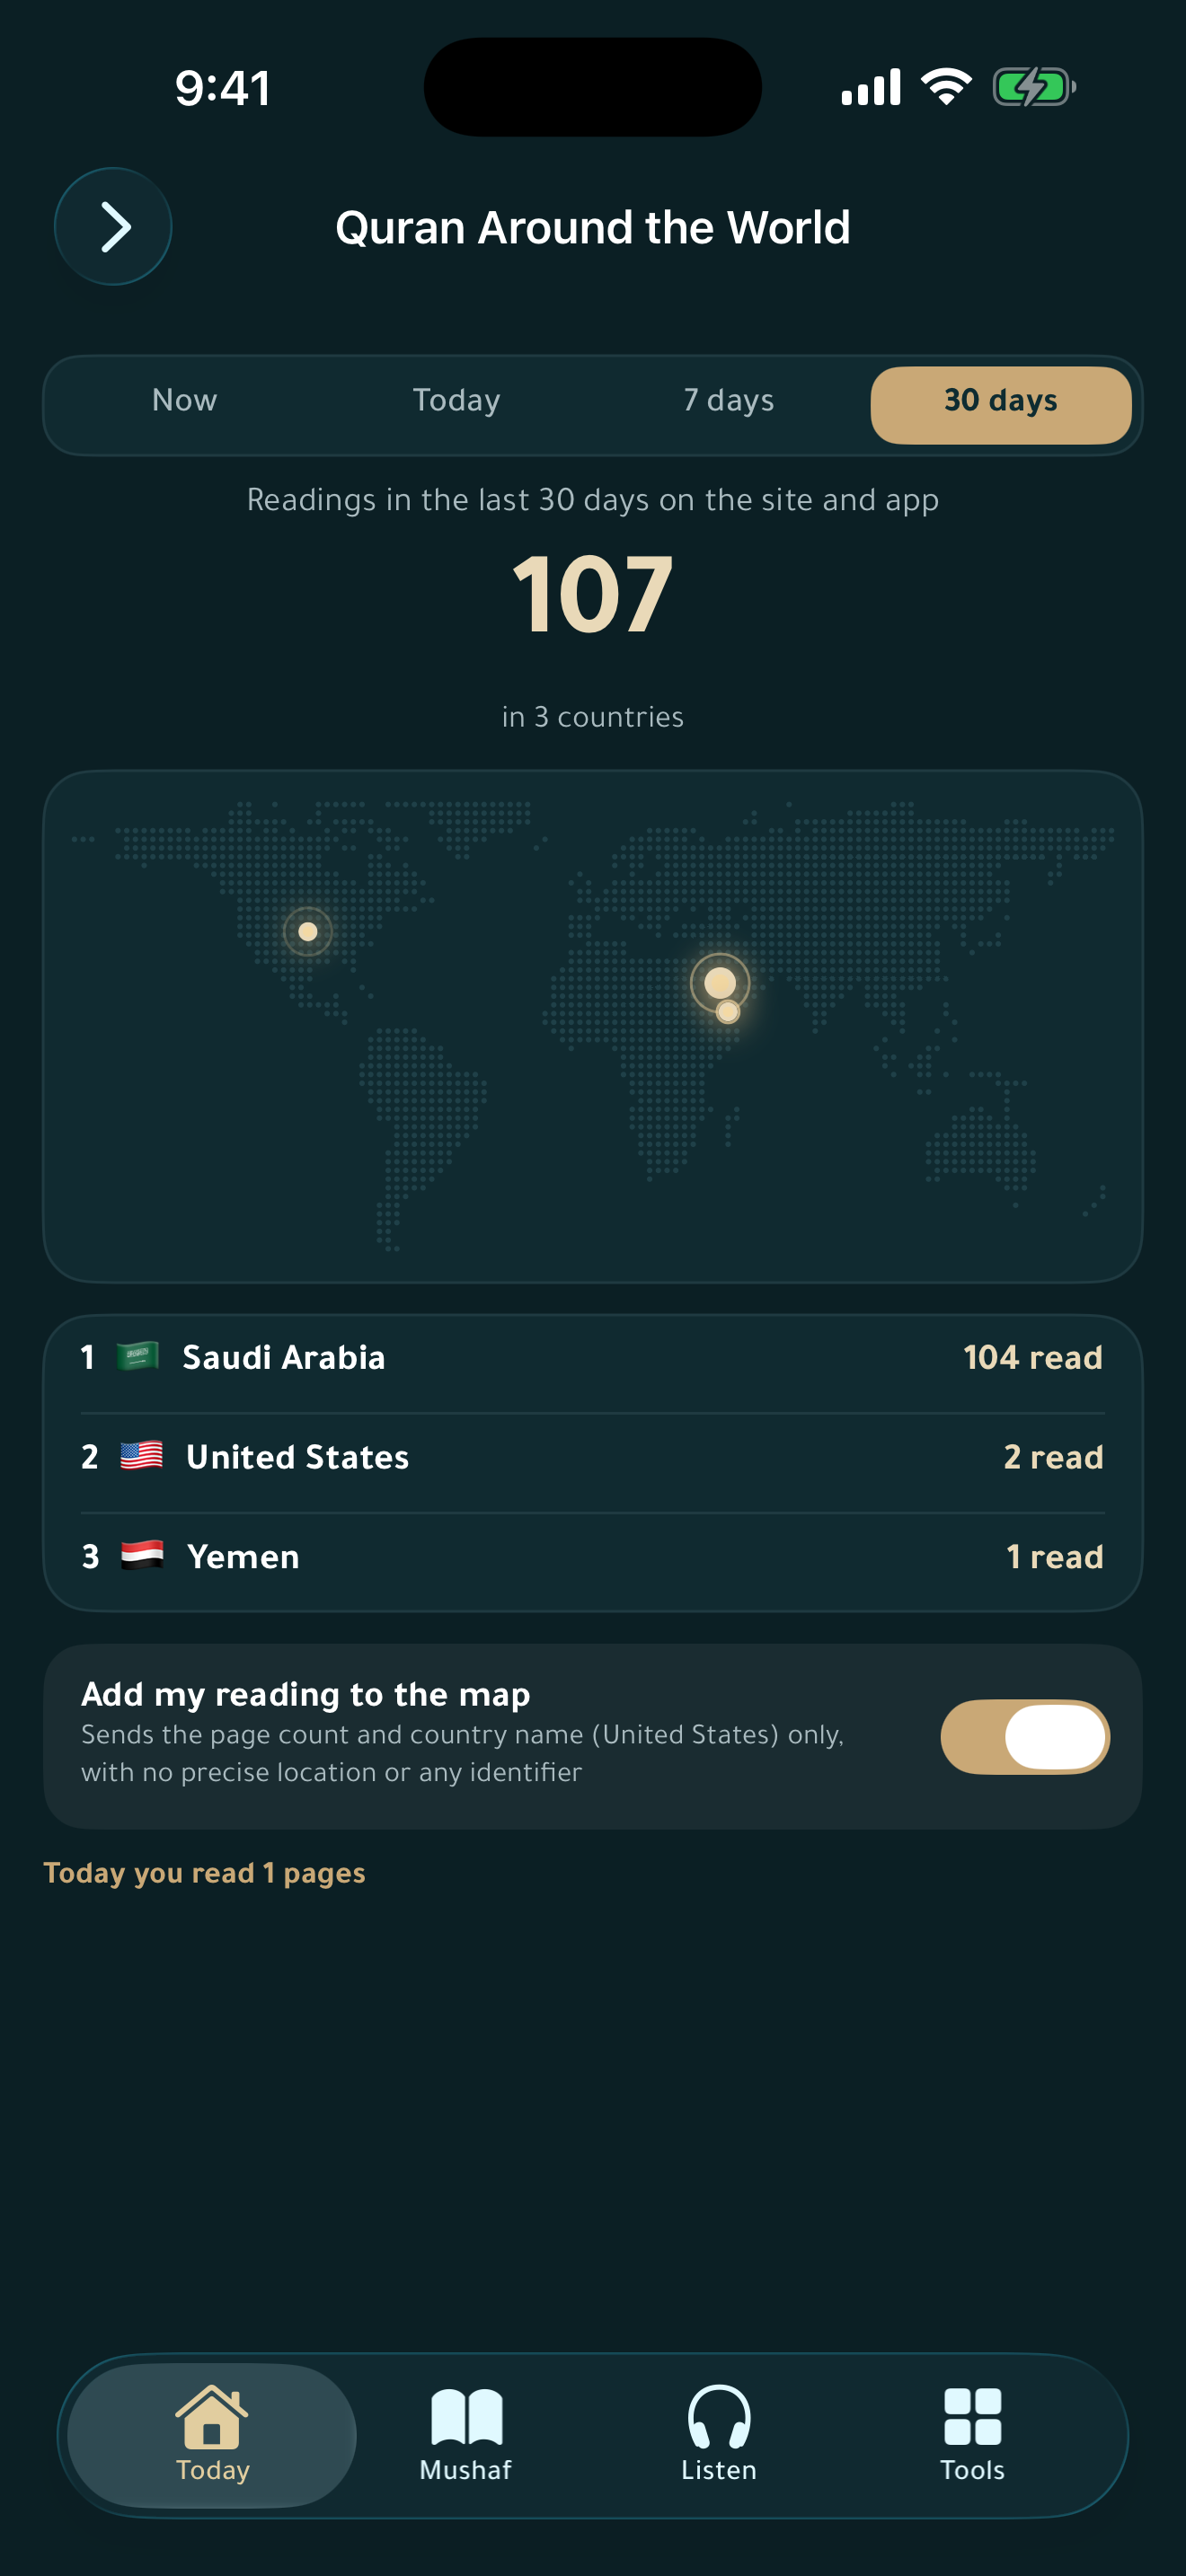 9:41
Quran Around the World
Now Today 7 days 30 days
Readings in the last 30 days on the site and app
107
in 3 countries
1 Saudi Arabia 104 read
2 United States 2 read
3 Yemen 1 read
Add my reading to the map
Sends the page count and country name (United States) only,
with no precise location or any identifier
Today you read 1 pages
Today Mushaf Listen Tools